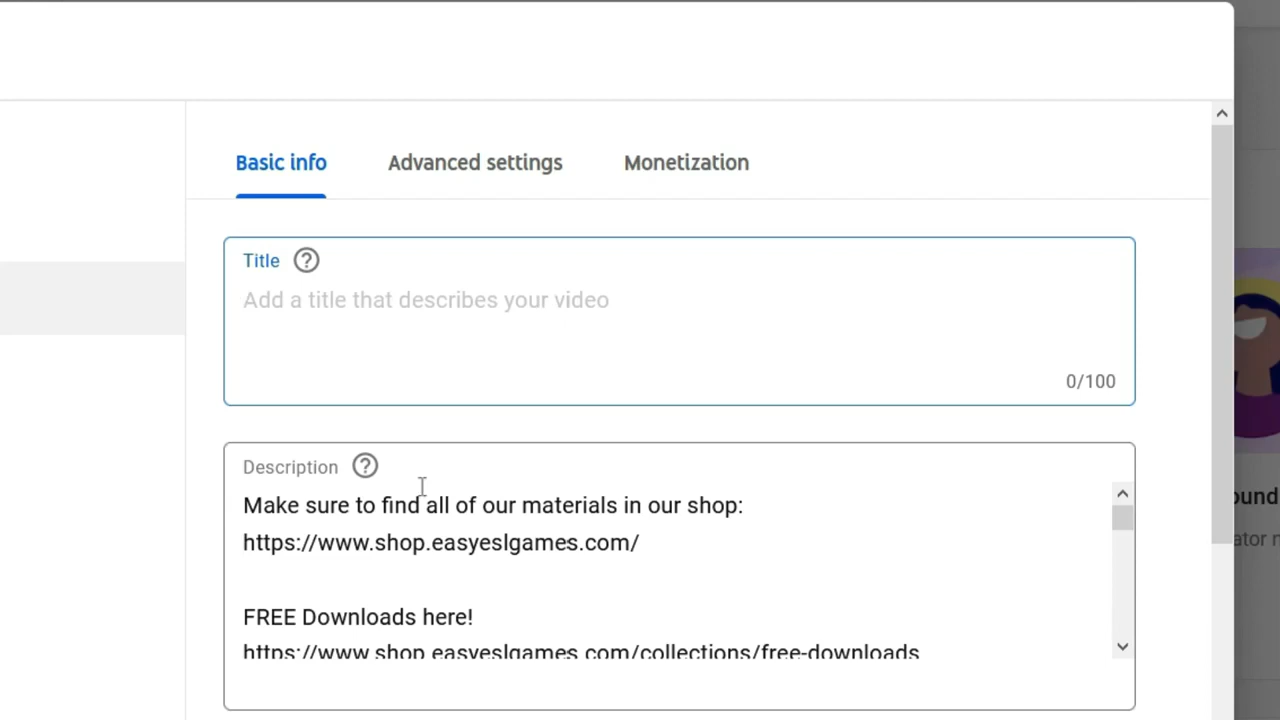 Basic info Advanced settings Monetization
Title
Add a title that describes your video
0/100
Description
Make sure to find all of our materials in our shop:
https://www.shop.easyeslgames.com/
FREE Downloads here!
https://www.shop.easyeslgames.com/collections/free-downloads